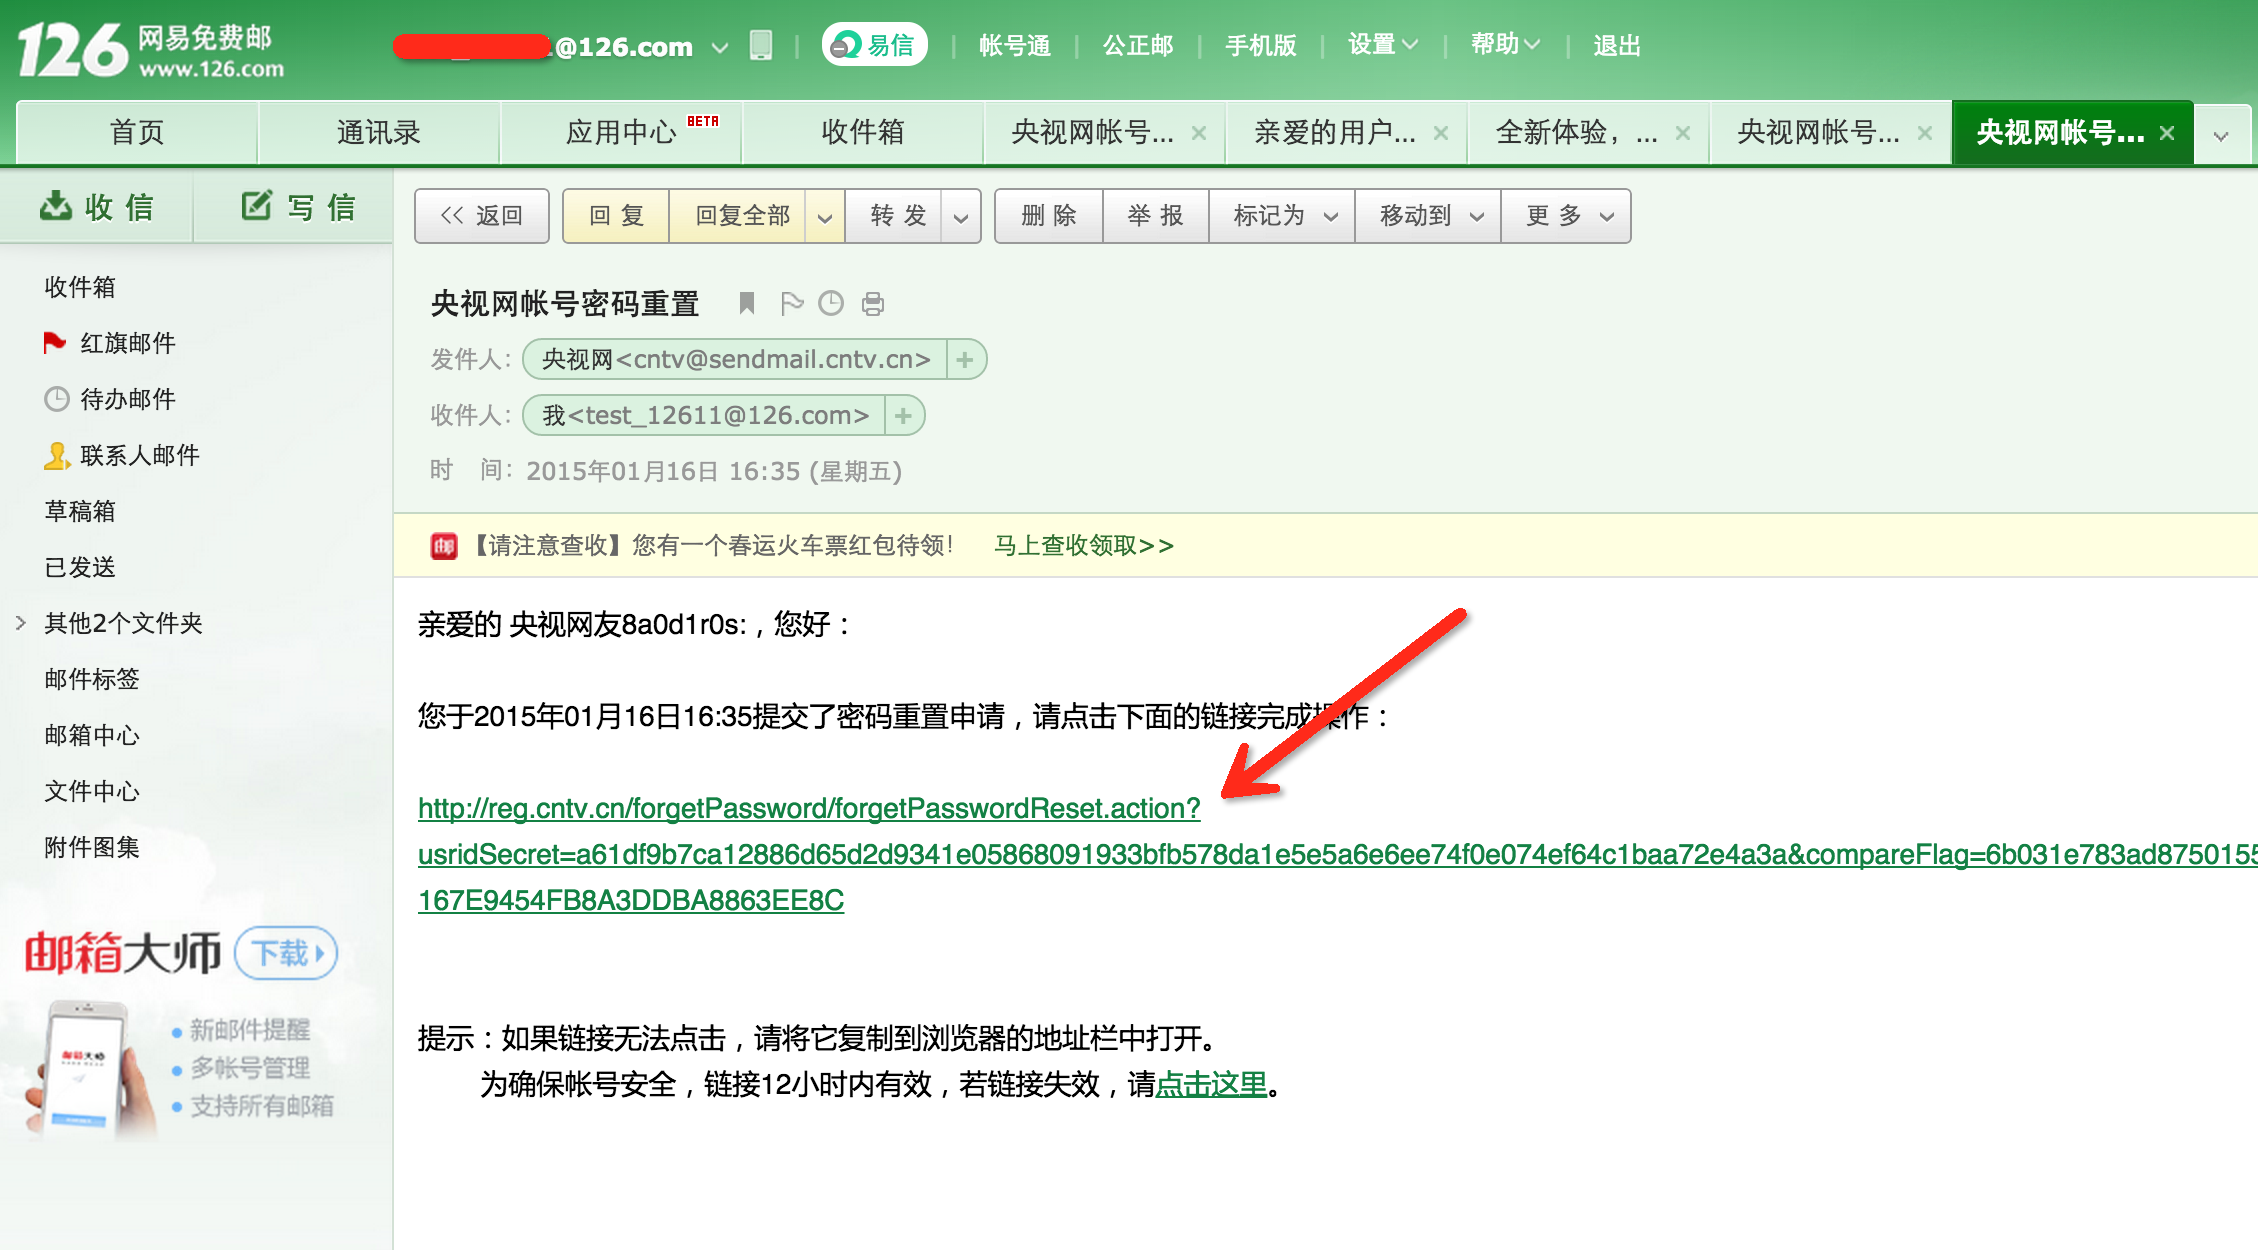 126 网易免费邮
www.126.com
@126.com
易信
帐号通
公正邮
手机版
设置
帮助
退出
首页
通讯录
应用中心 BETA
收件箱
央视网帐号...
亲爱的用户...
全新体验，...
央视网帐号...
央视网帐号...
收 信
写 信
<< 返回
回 复
回复全部
转 发
删 除
举 报
标记为
移动到
更 多
收件箱
红旗邮件
待办邮件
联系人邮件
草稿箱
已发送
其他2个文件夹
邮件标签
邮箱中心
文件中心
附件图集
邮箱大师 下载
邮箱大师
新邮件提醒
多帐号管理
支持所有邮箱
央视网帐号密码重置
发件人： 央视网<cntv@sendmail.cntv.cn> +
收件人： 我<test_12611@126.com> +
时 间： 2015年01月16日 16:35 (星期五)
邮 【请注意查收】您有一个春运火车票红包待领！ 马上查收领取>>
亲爱的 央视网友8a0d1r0s:，您好：
您于2015年01月16日16:35提交了密码重置申请，请点击下面的链接完成操作：
http://reg.cntv.cn/forgetPassword/forgetPasswordReset.action?
usridSecret=a61df9b7ca12886d65d2d9341e05868091933bfb578da1e5e5a6e6ee74f0e074ef64c1baa72e4a3a&compareFlag=6b031e783ad8750155
167E9454FB8A3DDBA8863EE8C
提示：如果链接无法点击，请将它复制到浏览器的地址栏中打开。
为确保帐号安全，链接12小时内有效，若链接失效，请点击这里。